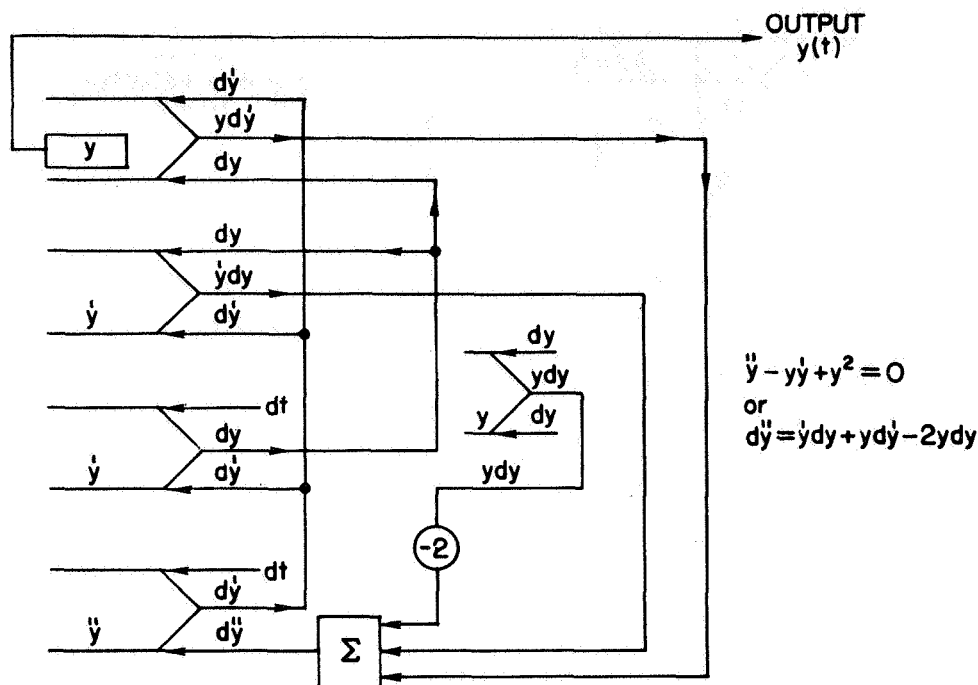 OUTPUT
y(t)
dẏ
ydẏ
y
dy
dy
ẏdy
ẏ
dẏ
dy
ydy
y
dy
ÿ - yẏ + y² = 0
or
dÿ = ẏdy + ydẏ - 2ydy
dt
dy
ẏ
dẏ
ydy
-2
dt
dẏ
ÿ
dÿ
Σ